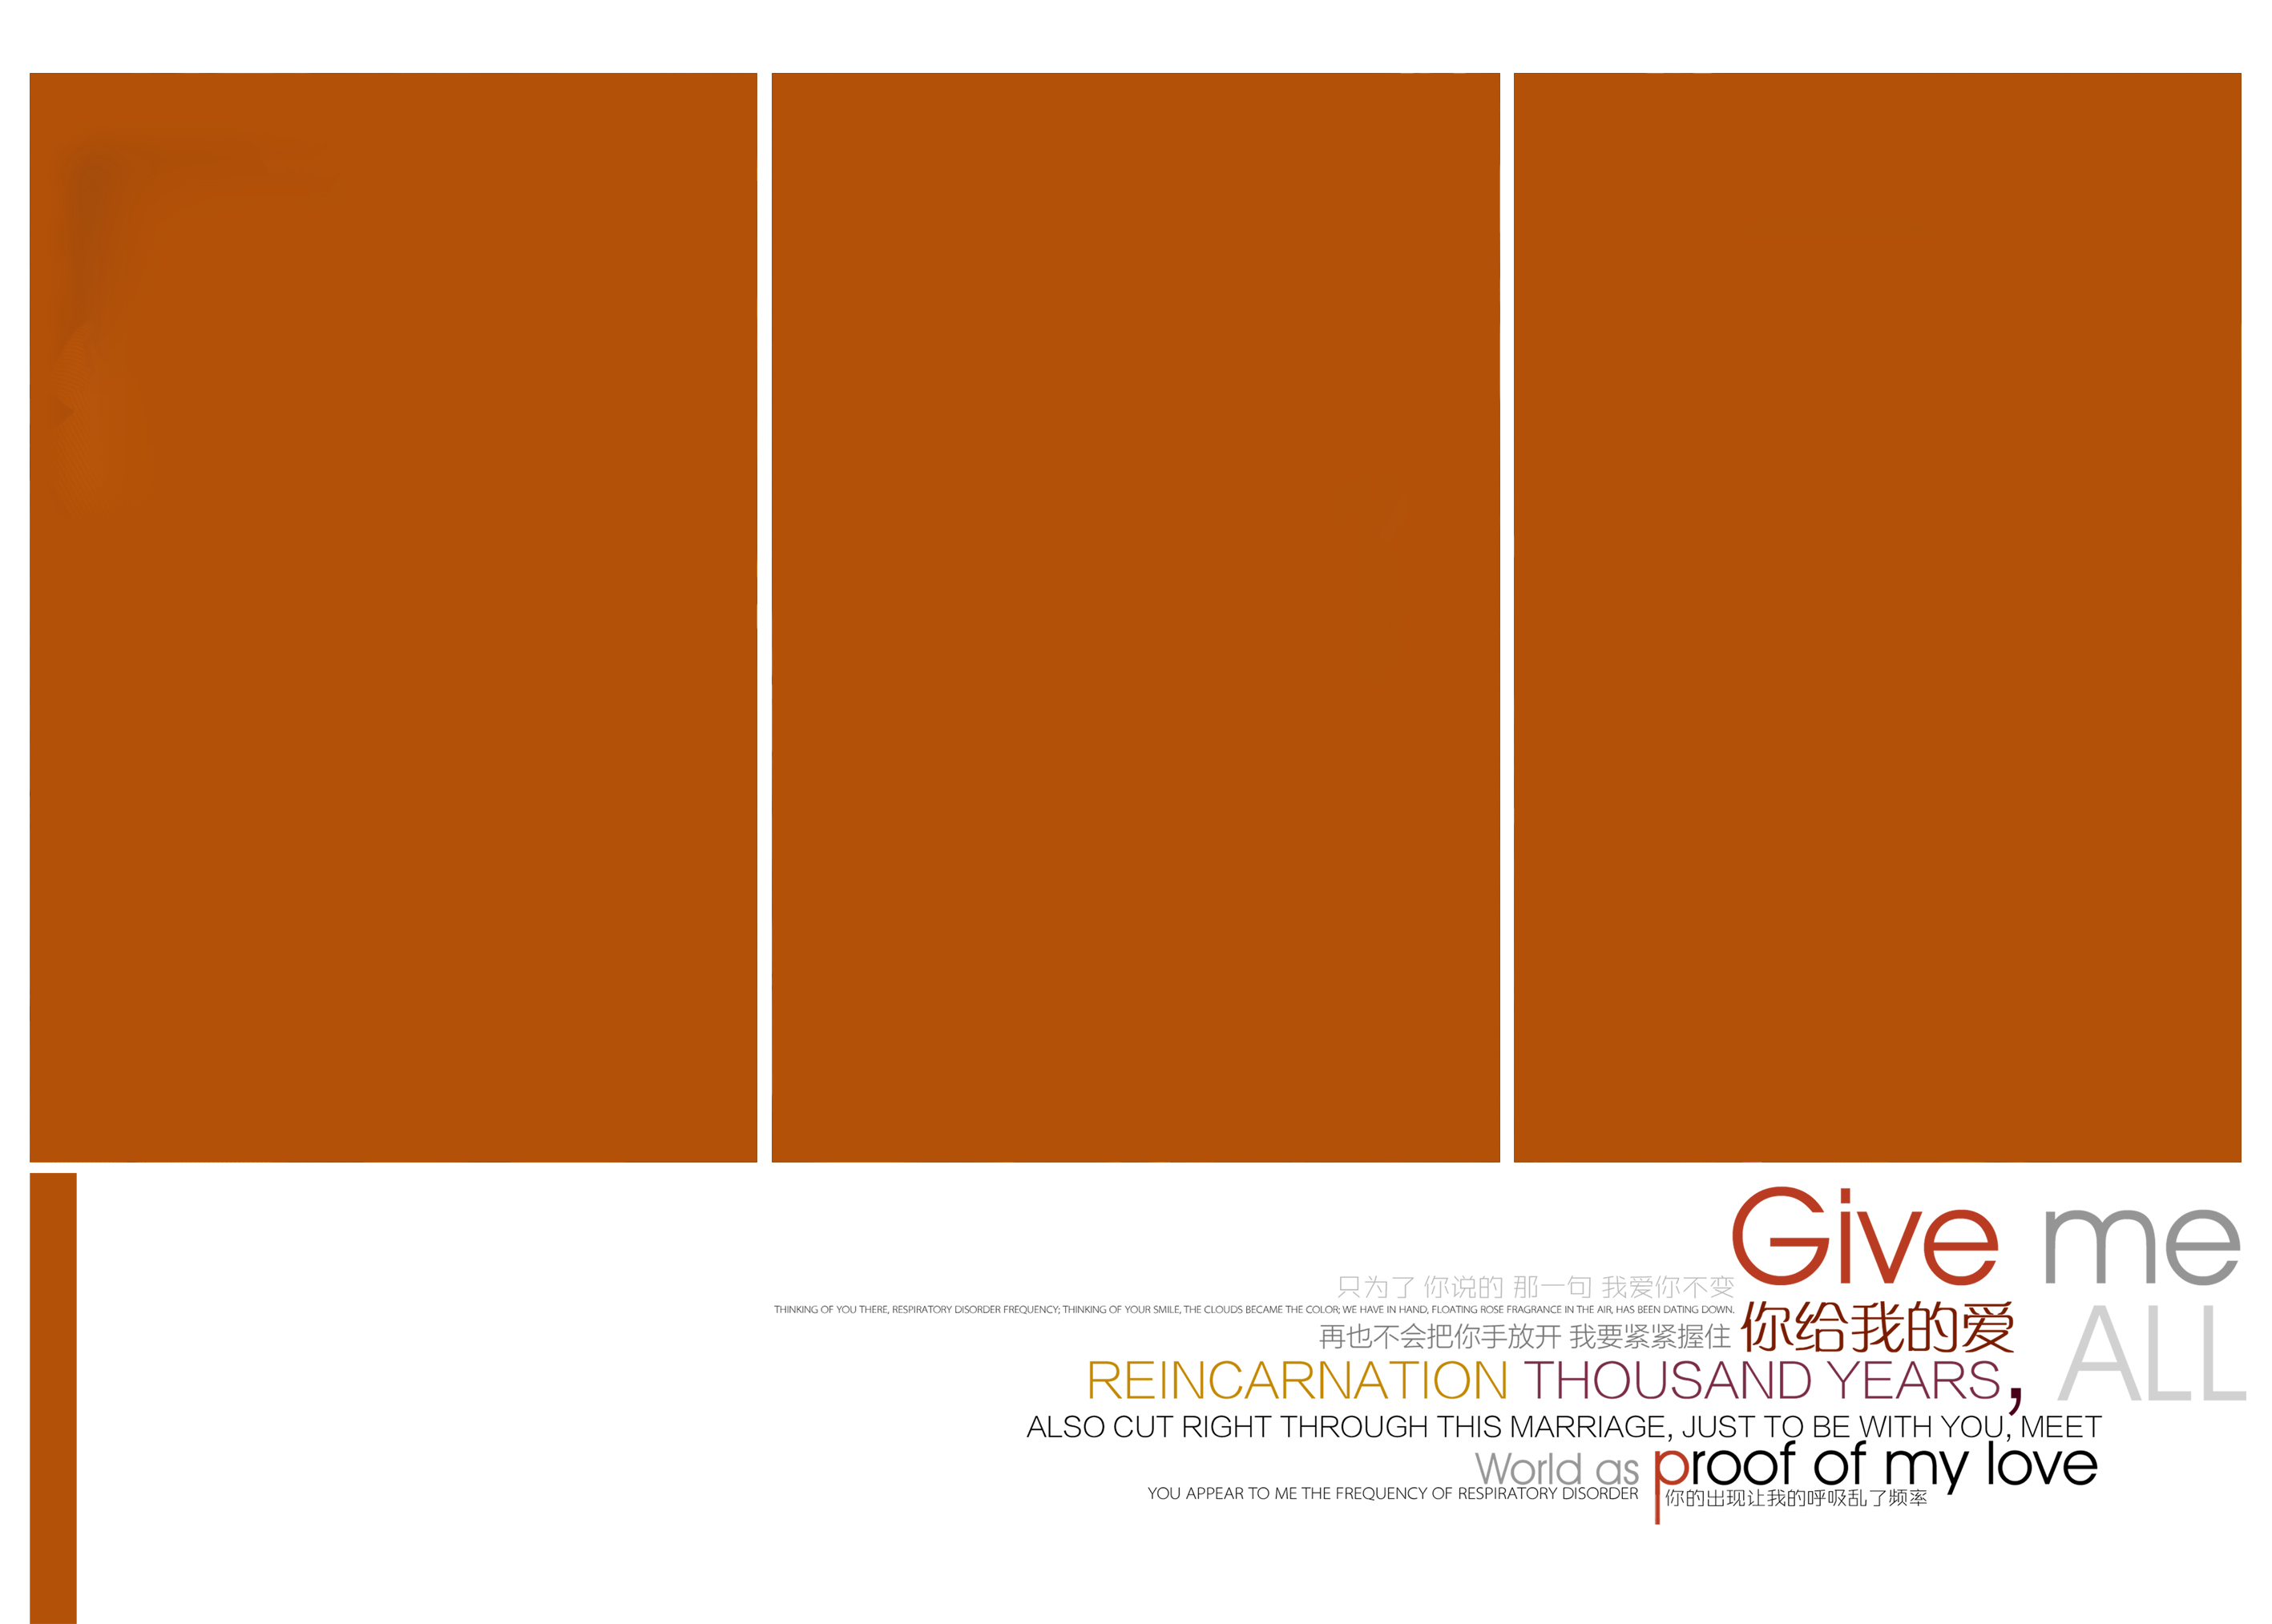 Give me
只为了 你说的 那一句 我爱你不变
THINKING OF YOU THERE, RESPIRATORY DISORDER FREQUENCY; THINKING OF YOUR SMILE, THE CLOUDS BECAME THE COLOR; WE HAVE IN HAND, FLOATING ROSE FRAGRANCE IN THE AIR, HAS BEEN DATING DOWN.
再也不会把你手放开 我要紧紧握住
你给我的爱
ALL
REINCARNATION THOUSAND YEARS,
ALSO CUT RIGHT THROUGH THIS MARRIAGE, JUST TO BE WITH YOU, MEET
World as proof of my love
YOU APPEAR TO ME THE FREQUENCY OF RESPIRATORY DISORDER
你的出现让我的呼吸乱了频率